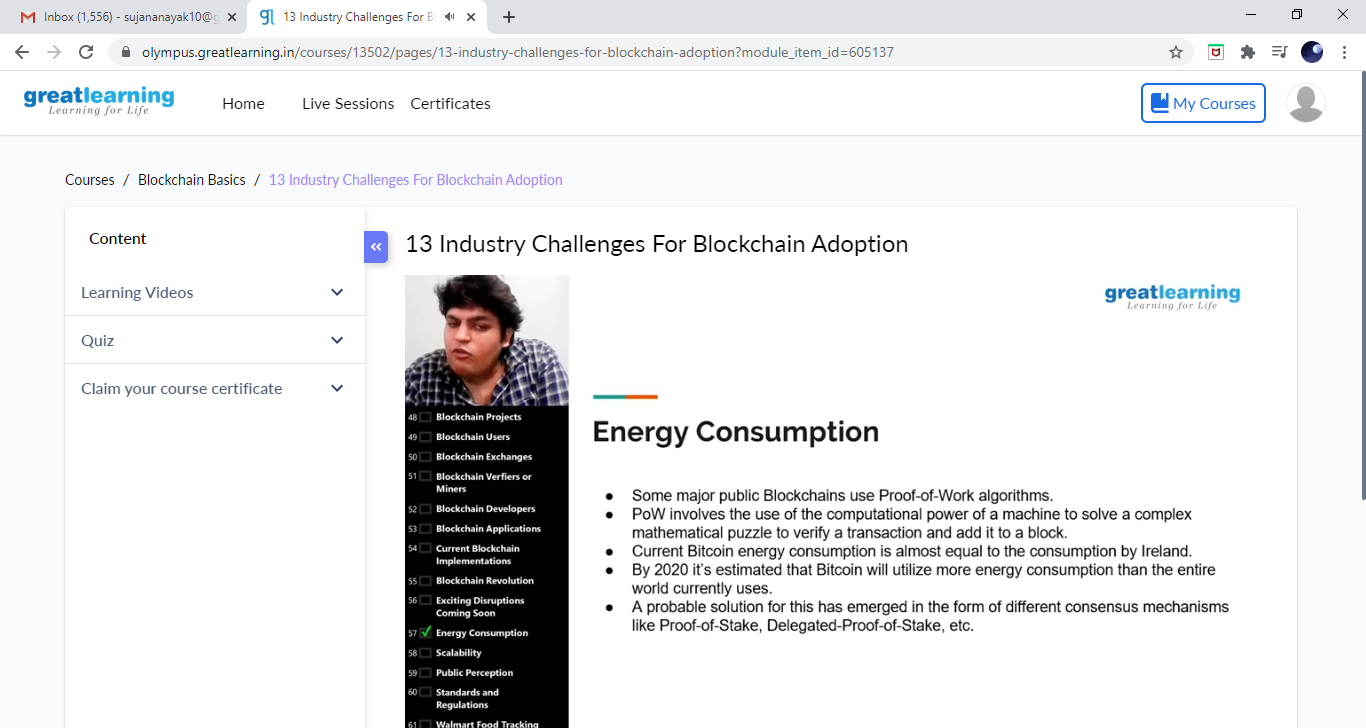 Inbox (1,556) - sujananayak10@g
13 Industry Challenges For B
olympus.greatlearning.in/courses/13502/pages/13-industry-challenges-for-blockchain-adoption?module_item_id=605137
greatlearning
Learning for Life
Home
Live Sessions
Certificates
My Courses
Courses / Blockchain Basics / 13 Industry Challenges For Blockchain Adoption
Content
Learning Videos
Quiz
Claim your course certificate
«
13 Industry Challenges For Blockchain Adoption
48 Blockchain Projects
49 Blockchain Users
50 Blockchain Exchanges
51 Blockchain Verfiers or
Miners
52 Blockchain Developers
53 Blockchain Applications
54 Current Blockchain
Implementations
55 Blockchain Revolution
56 Exciting Disruptions
Coming Soon
57 Energy Consumption
58 Scalability
59 Public Perception
60 Standards and
Regulations
61 Walmart Food Tracking
greatlearning
Learning for Life
Energy Consumption
● Some major public Blockchains use Proof-of-Work algorithms.
● PoW involves the use of the computational power of a machine to solve a complex
mathematical puzzle to verify a transaction and add it to a block.
● Current Bitcoin energy consumption is almost equal to the consumption by Ireland.
● By 2020 it's estimated that Bitcoin will utilize more energy consumption than the entire
world currently uses.
● A probable solution for this has emerged in the form of different consensus mechanisms
like Proof-of-Stake, Delegated-Proof-of-Stake, etc.